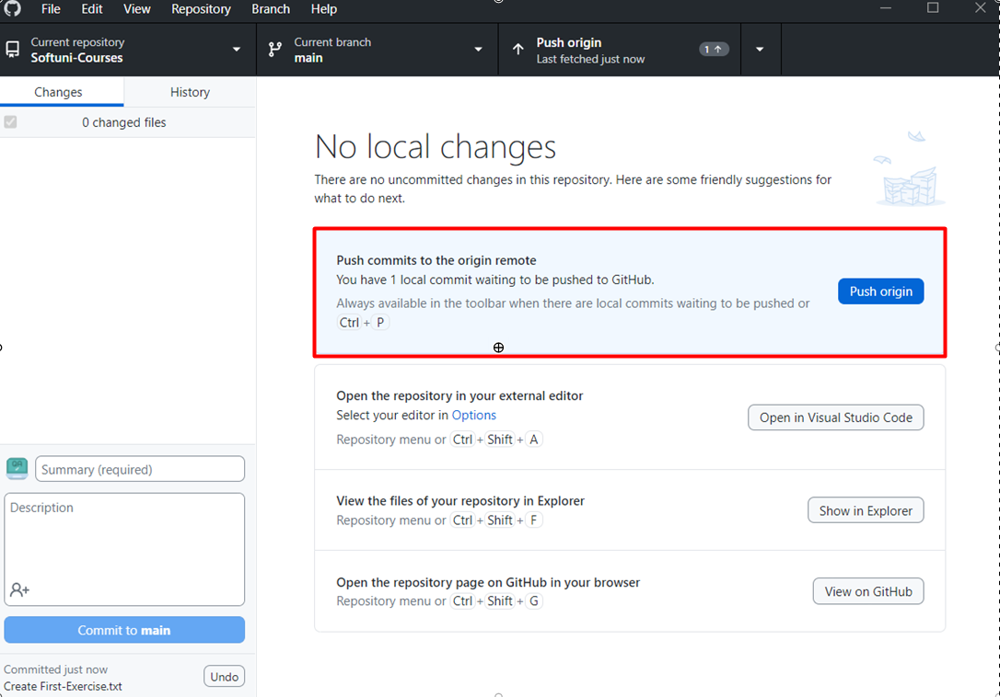 File Edit View Repository Branch Help
Current repository
Softuni-Courses
Current branch
main
Push origin
Last fetched just now
1
Changes
History
0 changed files
No local changes
There are no uncommitted changes in this repository. Here are some friendly suggestions for
what to do next.
Push commits to the origin remote
You have 1 local commit waiting to be pushed to GitHub.
Always available in the toolbar when there are local commits waiting to be pushed or
Ctrl + P
Push origin
Open the repository in your external editor
Select your editor in Options
Repository menu or Ctrl + Shift + A
Open in Visual Studio Code
View the files of your repository in Explorer
Repository menu or Ctrl + Shift + F
Show in Explorer
Open the repository page on GitHub in your browser
Repository menu or Ctrl + Shift + G
View on GitHub
QA
Summary (required)
Description
Commit to main
Committed just now
Create First-Exercise.txt
Undo